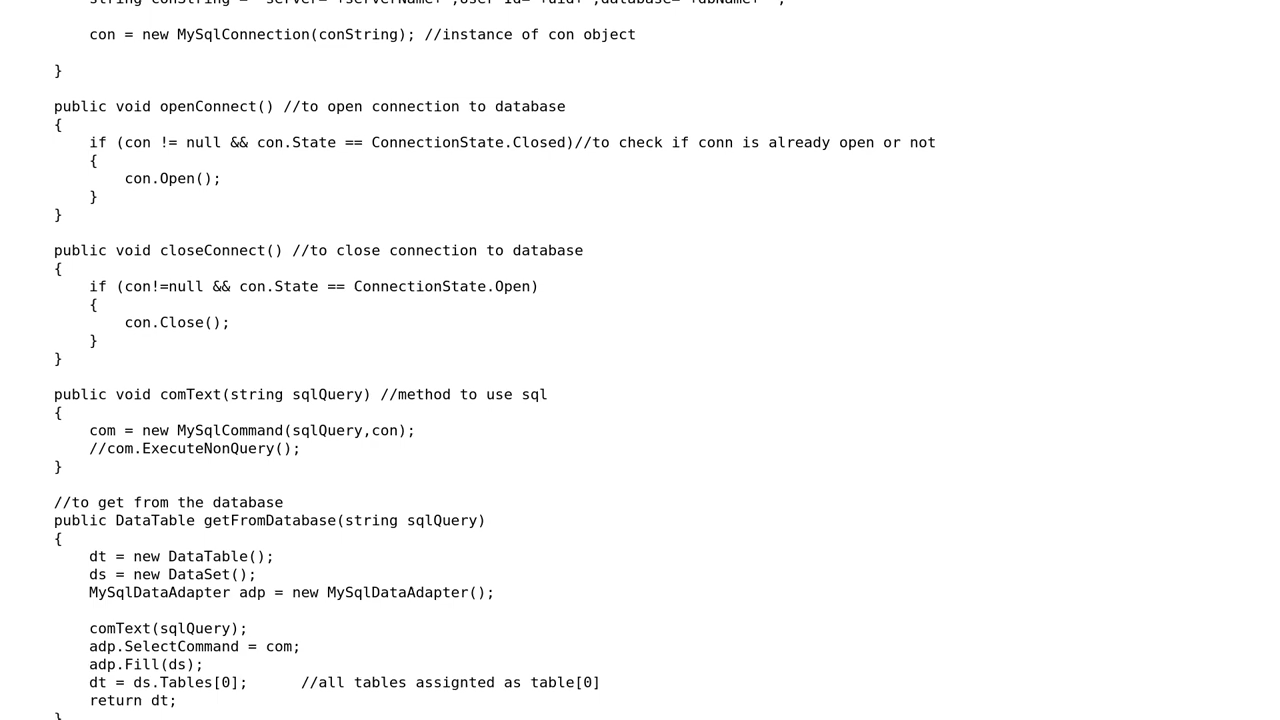 con = new MySqlConnection(conString); //instance of con object
}
public void openConnect() //to open connection to database
{
if (con != null && con.State == ConnectionState.Closed)//to check if conn is already open or not
{
con.Open();
}
}
public void closeConnect() //to close connection to database
{
if (con!=null && con.State == ConnectionState.Open)
{
con.Close();
}
}
public void comText(string sqlQuery) //method to use sql
{
com = new MySqlCommand(sqlQuery,con);
//com.ExecuteNonQuery();
}
//to get from the database
public DataTable getFromDatabase(string sqlQuery)
{
dt = new DataTable();
ds = new DataSet();
MySqlDataAdapter adp = new MySqlDataAdapter();
comText(sqlQuery);
adp.SelectCommand = com;
adp.Fill(ds);
dt = ds.Tables[0]; //all tables assignted as table[0]
return dt;
}